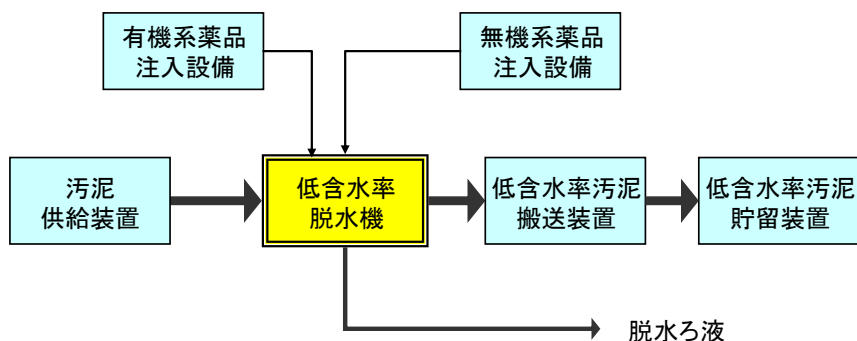 有機系薬品
注入設備
無機系薬品
注入設備
汚泥
供給装置
低含水率
脱水機
低含水率汚泥
搬送装置
低含水率汚泥
貯留装置
脱水ろ液